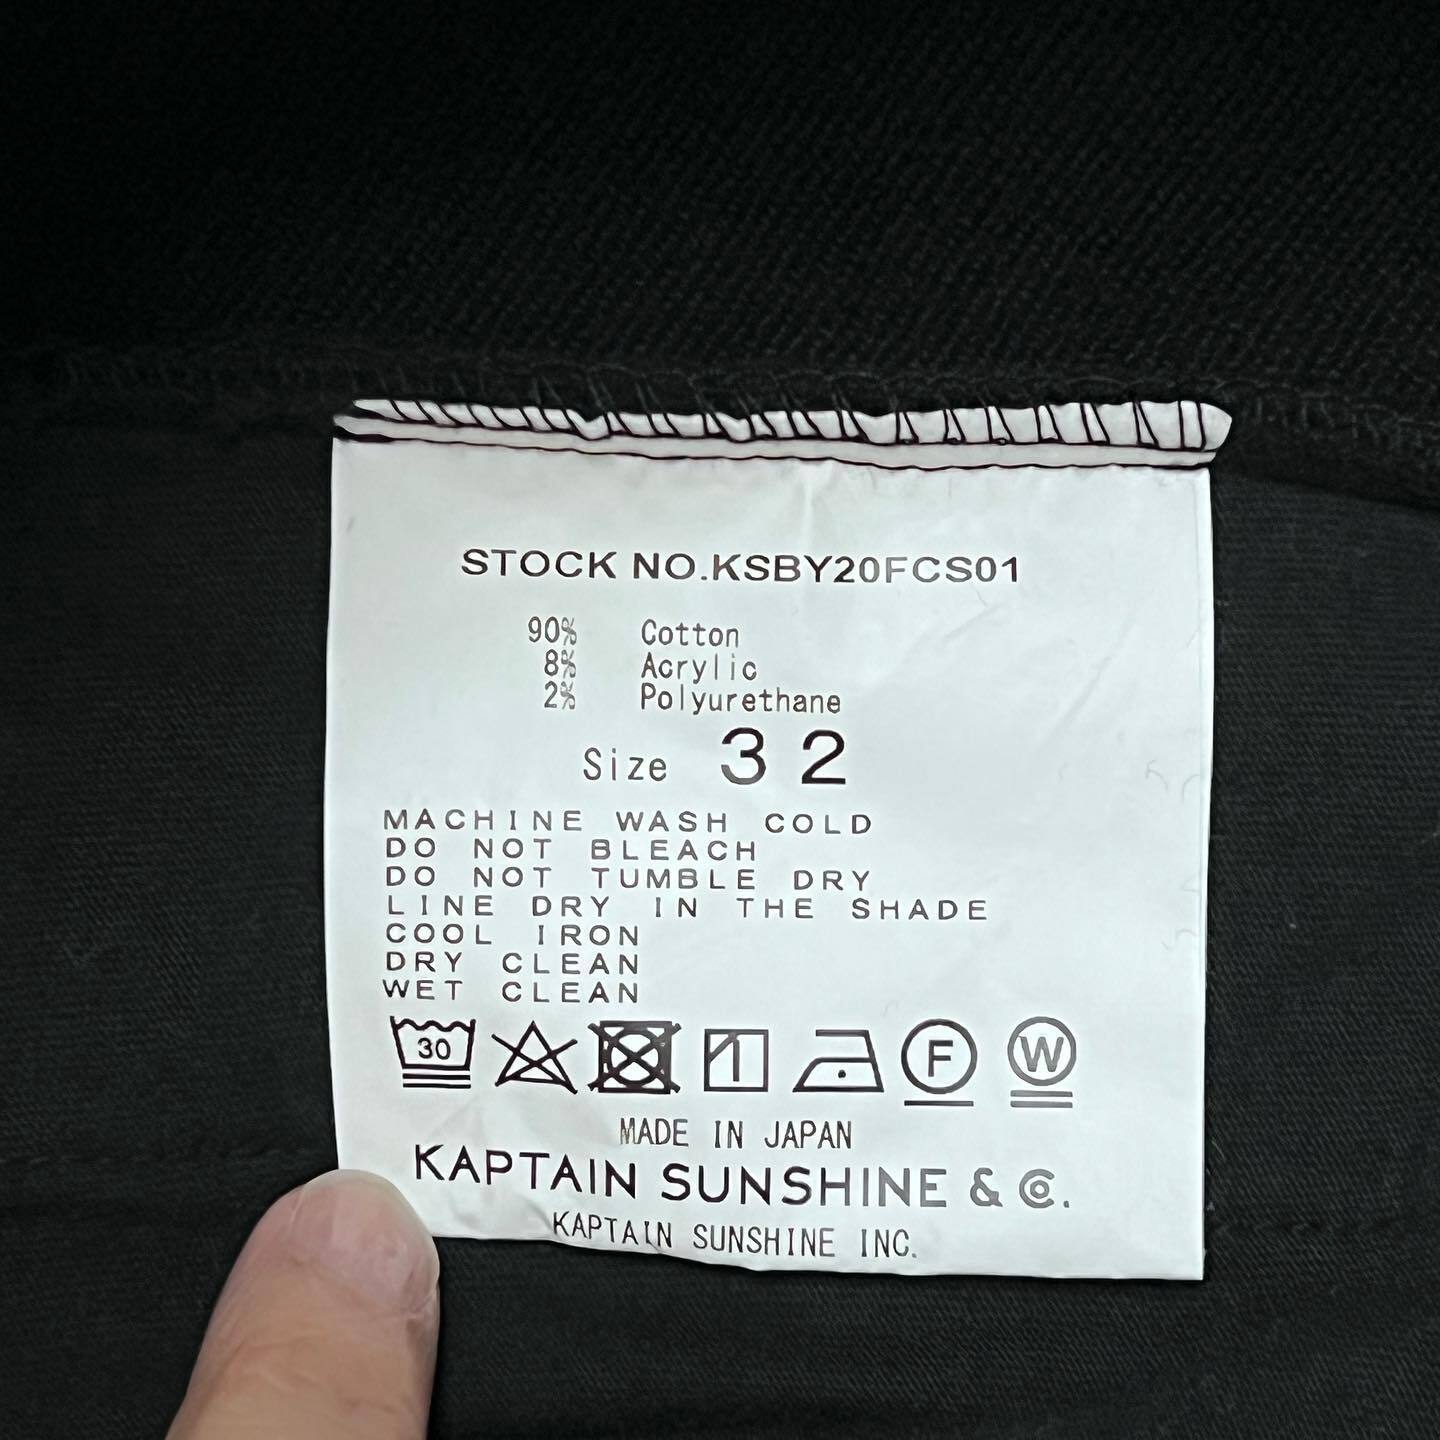 STOCK NO.KSBY20FCS01
90% Cotton
8% Acrylic
2% Polyurethane
Size 32
MACHINE WASH COLD
DO NOT BLEACH
DO NOT TUMBLE DRY
LINE DRY IN THE SHADE
COOL IRON
DRY CLEAN
WET CLEAN
30 F W
MADE IN JAPAN
KAPTAIN SUNSHINE & Co.
KAPTAIN SUNSHINE INC.